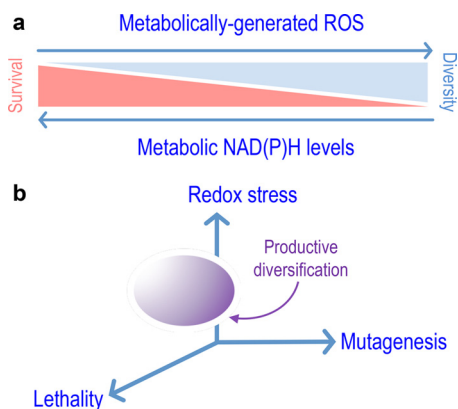 a
Metabolically-generated ROS
Survival
Diversity
Metabolic NAD(P)H levels
b
Redox stress
Productive
diversification
Mutagenesis
Lethality